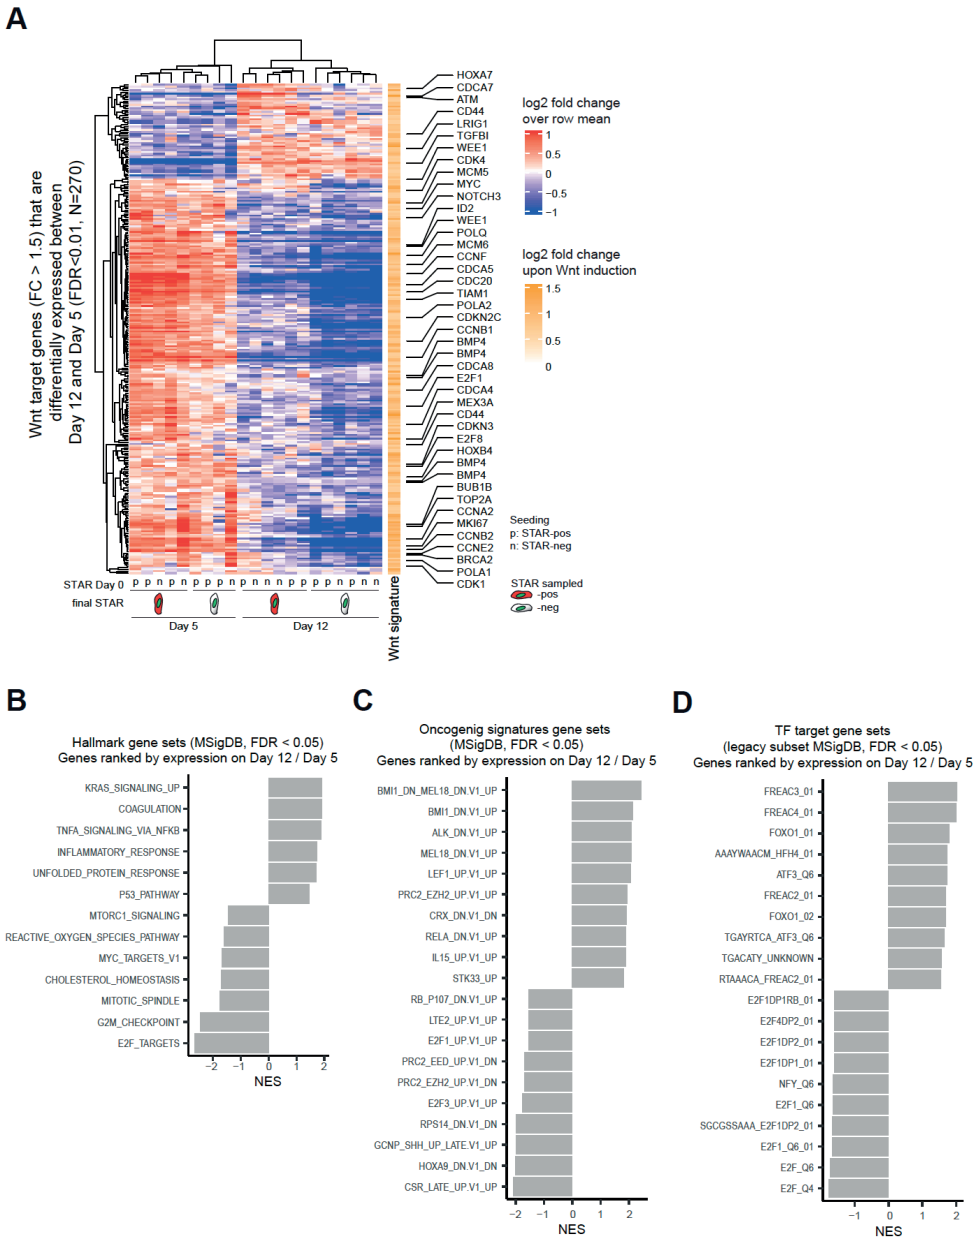 A
Wnt target genes (FC > 1.5) that are
differentially expressed between
Day 12 and Day 5 (FDR<0.01, N=270)
HOXA7
CDCA7
ATM
CD44
LRIG1
TGFBI
WEE1
CDK4
MCM5
MYC
NOTCH3
ID2
WEE1
POLQ
MCM6
CCNF
CDCA5
CDC20
TIAM1
POLA2
CDKN2C
CCNB1
BMP4
BMP4
CDCA8
E2F1
CDCA4
MEX3A
CD44
CDKN3
E2F8
HOXB4
BMP4
BMP4
BUB1B
TOP2A
CCNA2
MKI67
CCNB2
CCNE2
BRCA2
POLA1
CDK1
log2 fold change
over row mean
1
0.5
0
−0.5
−1
log2 fold change
upon Wnt induction
1.5
1
0.5
0
Seeding
p: STAR-pos
n: STAR-neg
STAR sampled
-pos
-neg
STAR Day 0 p p n p n p p p n p n n n p p p p n n n n
final STAR
Day 5 Day 12
Wnt signature
B
Hallmark gene sets (MSigDB, FDR < 0.05)
Genes ranked by expression on Day 12 / Day 5
KRAS_SIGNALING_UP
COAGULATION
TNFA_SIGNALING_VIA_NFKB
INFLAMMATORY_RESPONSE
UNFOLDED_PROTEIN_RESPONSE
P53_PATHWAY
MTORC1_SIGNALING
REACTIVE_OXYGEN_SPECIES_PATHWAY
MYC_TARGETS_V1
CHOLESTEROL_HOMEOSTASIS
MITOTIC_SPINDLE
G2M_CHECKPOINT
E2F_TARGETS
−2 −1 0 1 2
NES
C
Oncogenig signatures gene sets
(MSigDB, FDR < 0.05)
Genes ranked by expression on Day 12 / Day 5
BMI1_DN_MEL18_DN.V1_UP
BMI1_DN.V1_UP
ALK_DN.V1_UP
MEL18_DN.V1_UP
LEF1_UP.V1_UP
PRC2_EZH2_UP.V1_UP
CRX_DN.V1_DN
RELA_DN.V1_UP
IL15_UP.V1_UP
STK33_UP
RB_P107_DN.V1_UP
LTE2_UP.V1_UP
E2F1_UP.V1_UP
PRC2_EED_UP.V1_DN
PRC2_EZH2_UP.V1_DN
E2F3_UP.V1_UP
RPS14_DN.V1_DN
GCNP_SHH_UP_LATE.V1_UP
HOXA9_DN.V1_DN
CSR_LATE_UP.V1_UP
−2 −1 0 1 2
NES
D
TF target gene sets
(legacy subset MSigDB, FDR < 0.05)
Genes ranked by expression on Day 12 / Day 5
FREAC3_01
FREAC4_01
FOXO1_01
AAAYWAACM_HFH4_01
ATF3_Q6
FREAC2_01
FOXO1_02
TGAYRTCA_ATF3_Q6
TGACATY_UNKNOWN
RTAAACA_FREAC2_01
E2F1DP1RB_01
E2F4DP2_01
E2F1DP2_01
E2F1DP1_01
NFY_Q6
E2F1_Q6
SGCGSSAAA_E2F1DP2_01
E2F1_Q6_01
E2F_Q6
E2F_Q4
−1 0 1 2
NES